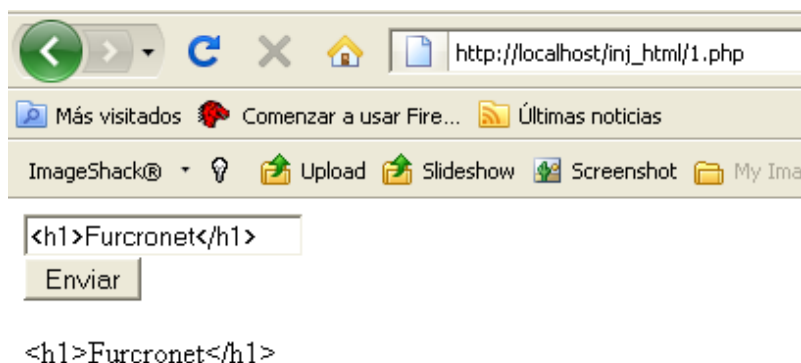 http://localhost/inj_html/1.php
Más visitados Comenzar a usar Fire... Últimas noticias
ImageShack® Upload Slideshow Screenshot My Ima
<h1>Furcronet</h1>
Enviar
<h1>Furcronet</h1>